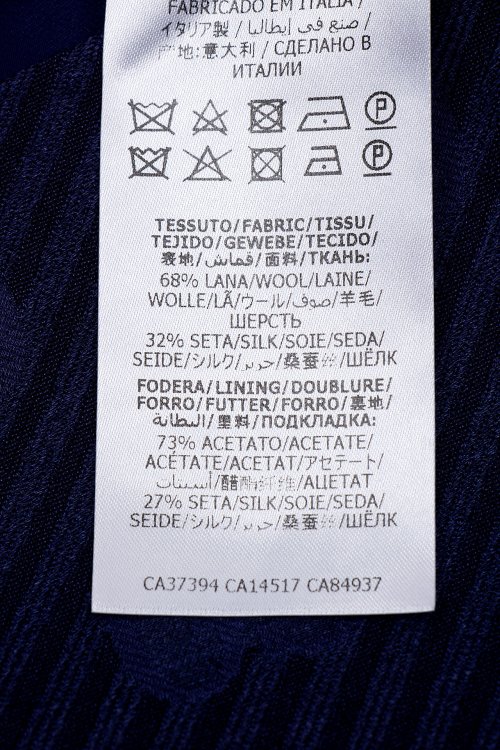 FABRICADO EM ITALIA /
イタリア製 / صنع في إيطاليا /
产地:意大利 / СДЕЛАНО В
ИТАЛИИ
P
P
TESSUTO/FABRIC/TISSU/
TEJIDO/GEWEBE/TECIDO/
表地/قماش/面料/ТКАНЬ:
68% LANA/WOOL/LAINE/
WOLLE/LÃ/ウール/صوف/羊毛/
ШЕРСТЬ
32% SETA/SILK/SOIE/SEDA/
SEIDE/シルク/حرير/桑蚕丝/ШЁЛК
FODERA/LINING/DOUBLURE/
FORRO/FUTTER/FORRO/裏地/
البطانة/里料/ПОДКЛАДКА:
73% ACETATO/ACETATE/
ACÉTATE/ACETAT/アセテート/
أسيتات/醋酯纤维/АЦЕТАТ
27% SETA/SILK/SOIE/SEDA/
SEIDE/シルク/حرير/桑蚕丝/ШЁЛК
CA37394 CA14517 CA84937